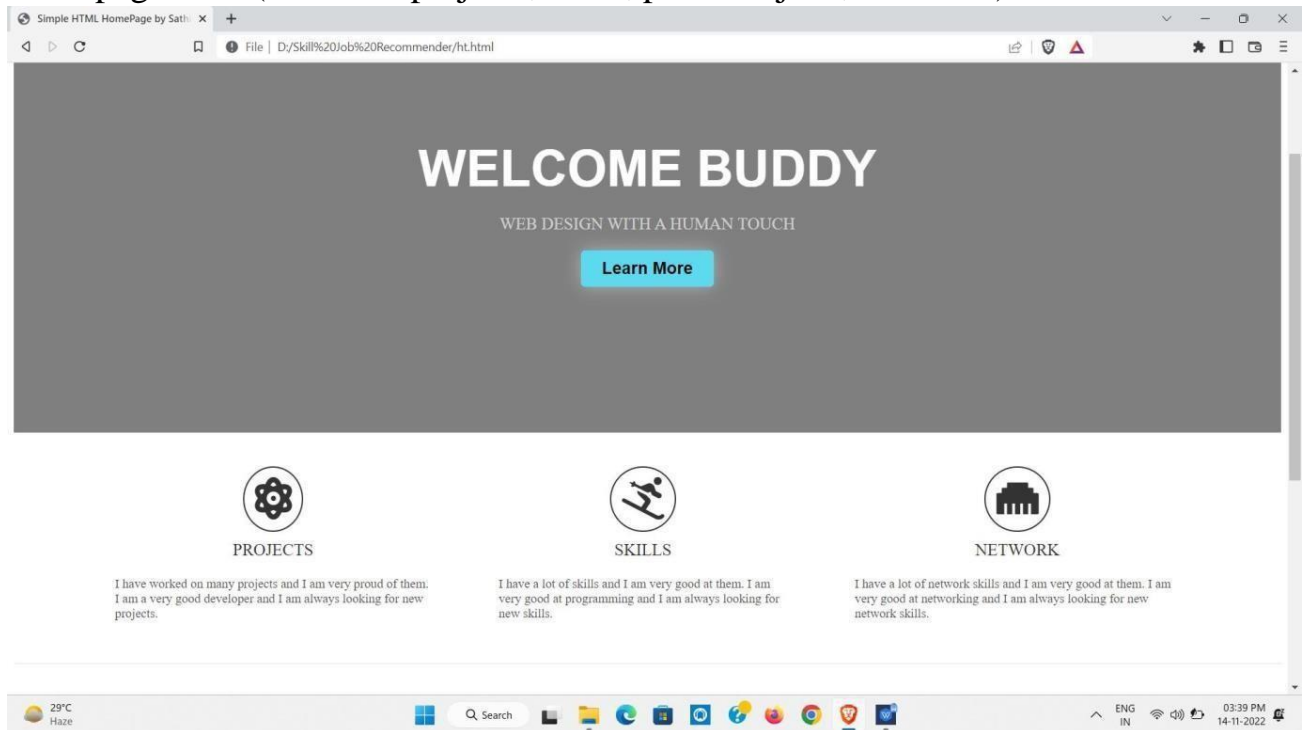 Simple HTML HomePage by Sath
File | D:/Skill%20Job%20Recommender/ht.html
WELCOME BUDDY
WEB DESIGN WITH A HUMAN TOUCH
Learn More
PROJECTS
I have worked on many projects and I am very proud of them.
I am a very good developer and I am always looking for new
projects.
SKILLS
I have a lot of skills and I am very good at them. I am
very good at programming and I am always looking for
new skills.
NETWORK
I have a lot of network skills and I am very good at them. I am
very good at networking and I am always looking for new
network skills.
29°C
Haze
Search
ENG
IN
03:39 PM
14-11-2022